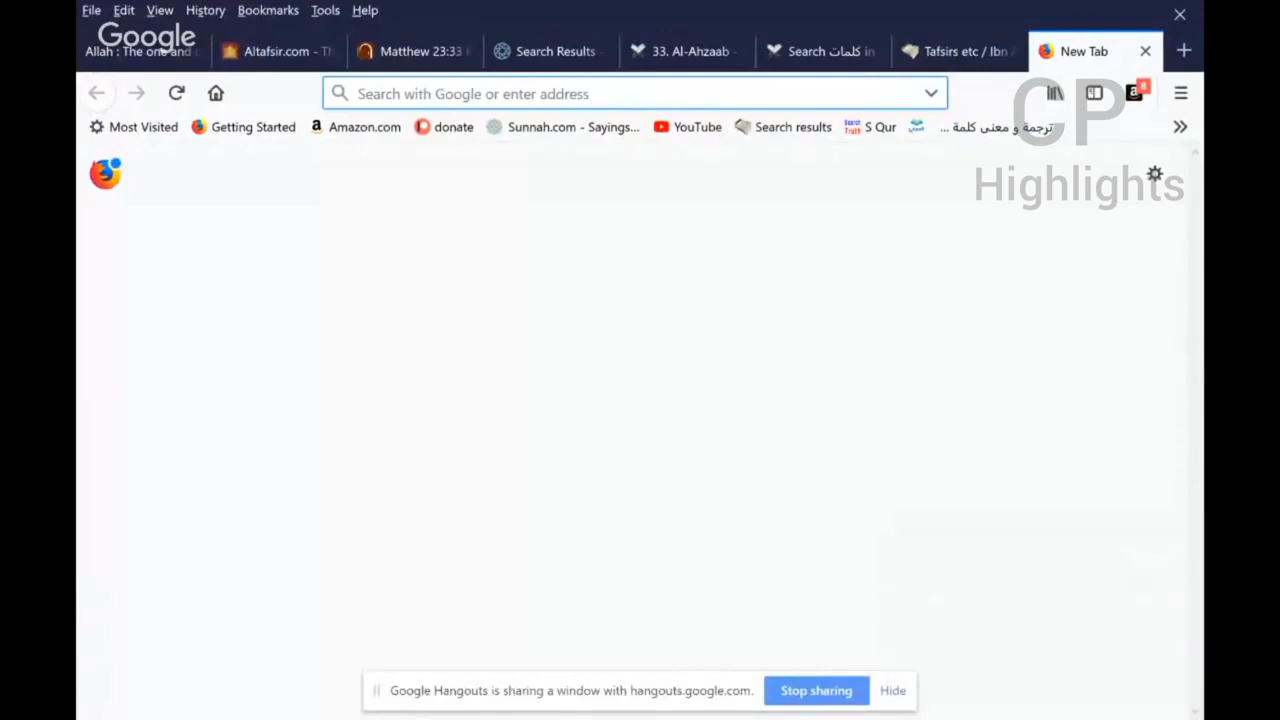 File Edit View History Bookmarks Tools Help
Google
Allah : The one and Altafsir.com - Th Matthew 23:33 Search Results - 33. Al-Ahzaab - Search كلمات in Tafsirs etc / Ibn New Tab
Search with Google or enter address
CP
Most Visited Getting Started Amazon.com donate Sunnah.com - Sayings... YouTube Search results S Qur ترجمة و معنى كلمة ...
Highlights
Google Hangouts is sharing a window with hangouts.google.com. Stop sharing Hide